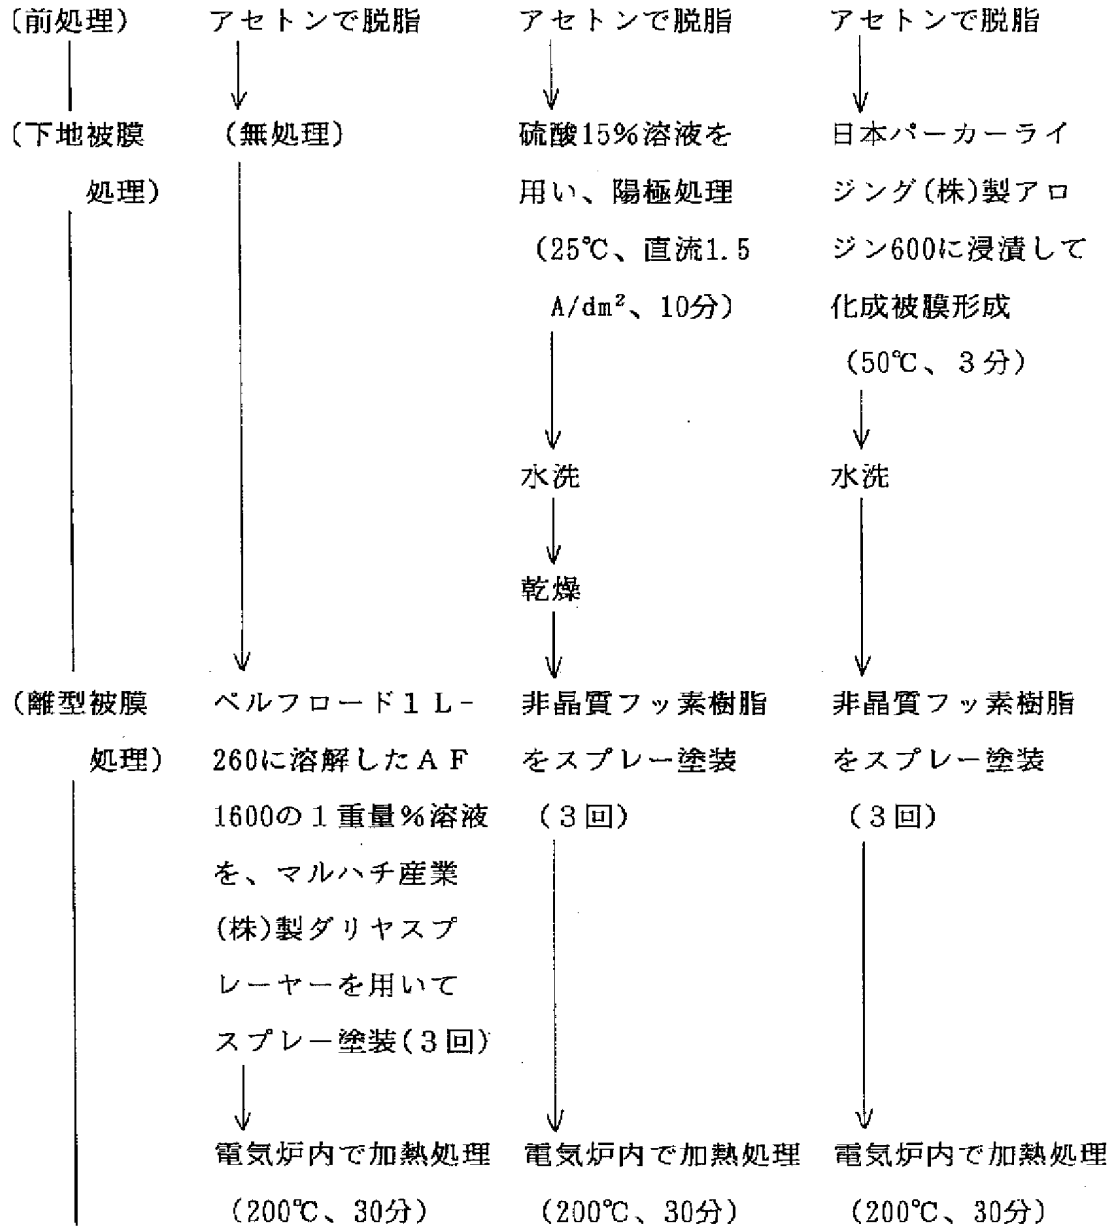 (前処理) アセトンで脱脂 アセトンで脱脂 アセトンで脱脂
(下地被膜 (無処理) 硫酸15%溶液を 日本パーカーライ
処理) 用い、陽極処理 ジング(株)製アロ
(25℃、直流1.5 ジン600に浸漬して
A/dm²、10分) 化成被膜形成
(50℃、3分)
水洗 水洗
乾燥
(離型被膜 ペルフロード1L- 非晶質フッ素樹脂 非晶質フッ素樹脂
処理) 260に溶解したAF をスプレー塗装 をスプレー塗装
1600の1重量%溶液 (3回) (3回)
を、マルハチ産業
(株)製ダリヤスプ
レーヤーを用いて
スプレー塗装(3回)
電気炉内で加熱処理 電気炉内で加熱処理 電気炉内で加熱処理
(200℃、30分) (200℃、30分) (200℃、30分)